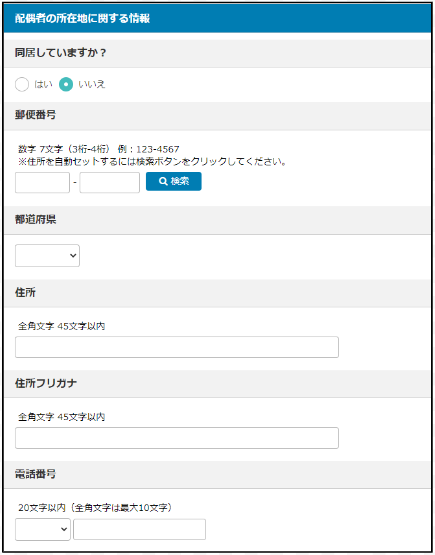 配偶者の所在地に関する情報
同居していますか？
はい いいえ
郵便番号
数字 7文字（3桁-4桁） 例：123-4567
※住所を自動セットするには検索ボタンをクリックしてください。
- 検索
都道府県
住所
全角文字 45文字以内
住所フリガナ
全角文字 45文字以内
電話番号
20文字以内（全角文字は最大10文字）